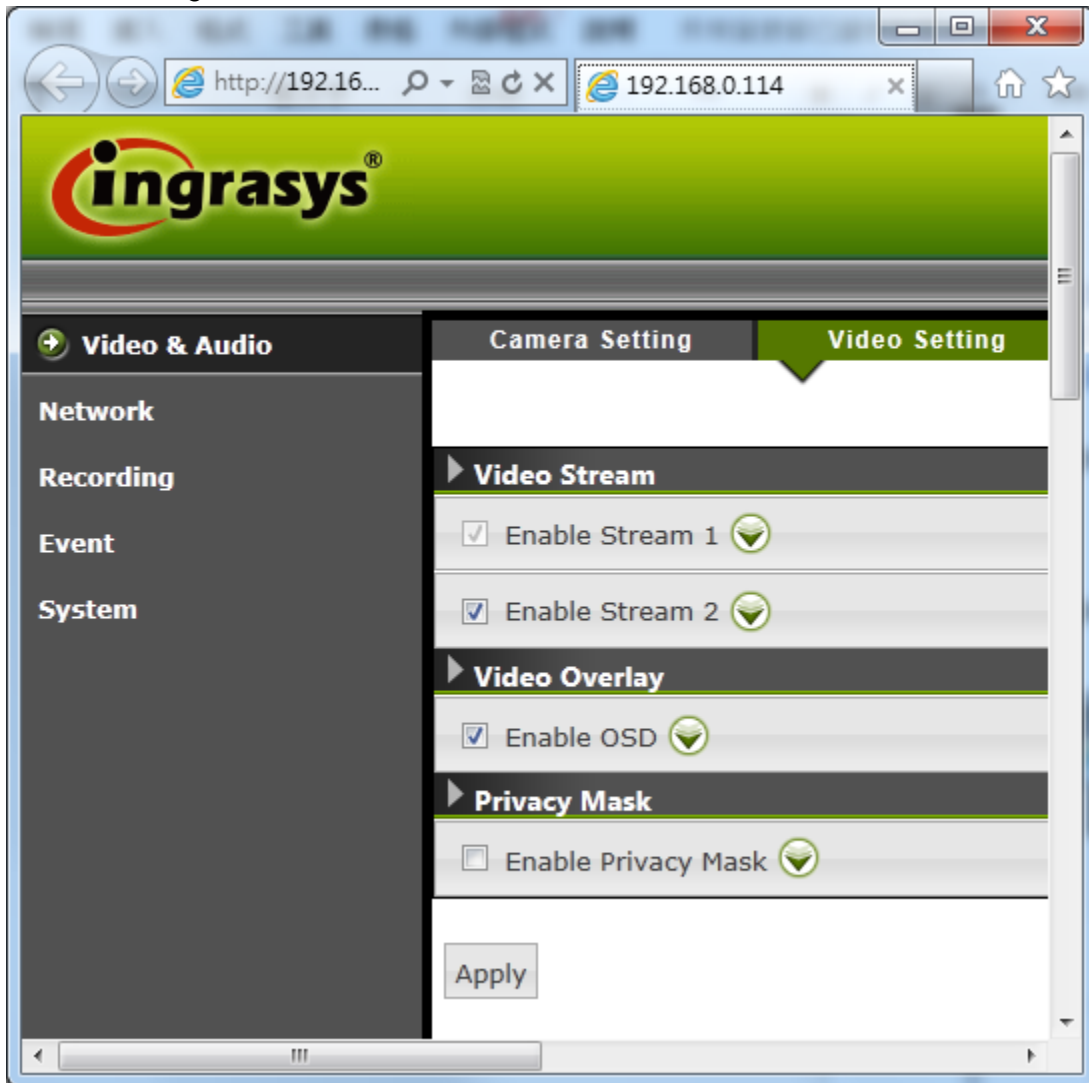 http://192.16...
192.168.0.114
ingrasys®
Video & Audio
Network
Recording
Event
System
Camera Setting
Video Setting
Video Stream
Enable Stream 1
Enable Stream 2
Video Overlay
Enable OSD
Privacy Mask
Enable Privacy Mask
Apply